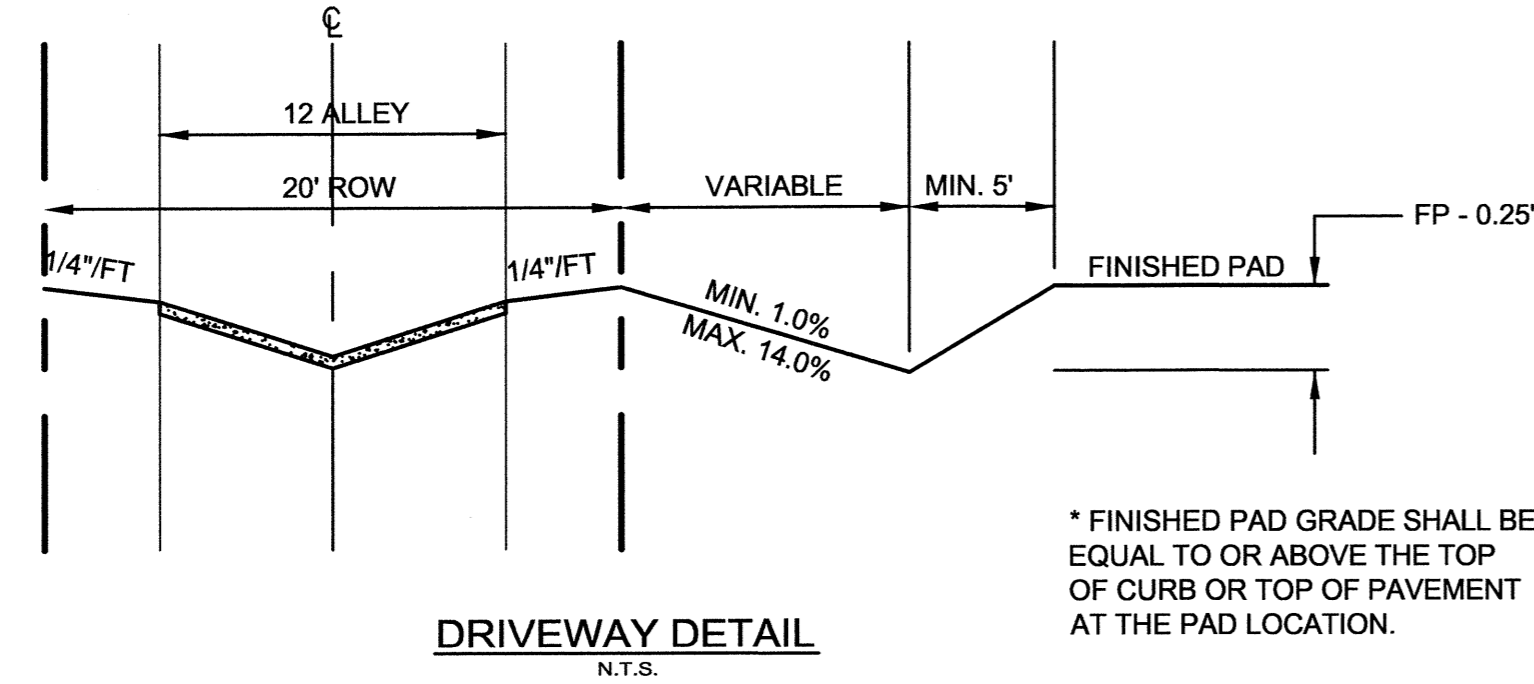 ℄
12 ALLEY
20' ROW
VARIABLE
MIN. 5'
FP - 0.25'
1/4"/FT
1/4"/FT
FINISHED PAD
MIN. 1.0%
MAX. 14.0%
* FINISHED PAD GRADE SHALL BE
EQUAL TO OR ABOVE THE TOP
OF CURB OR TOP OF PAVEMENT
AT THE PAD LOCATION.
DRIVEWAY DETAIL
N.T.S.